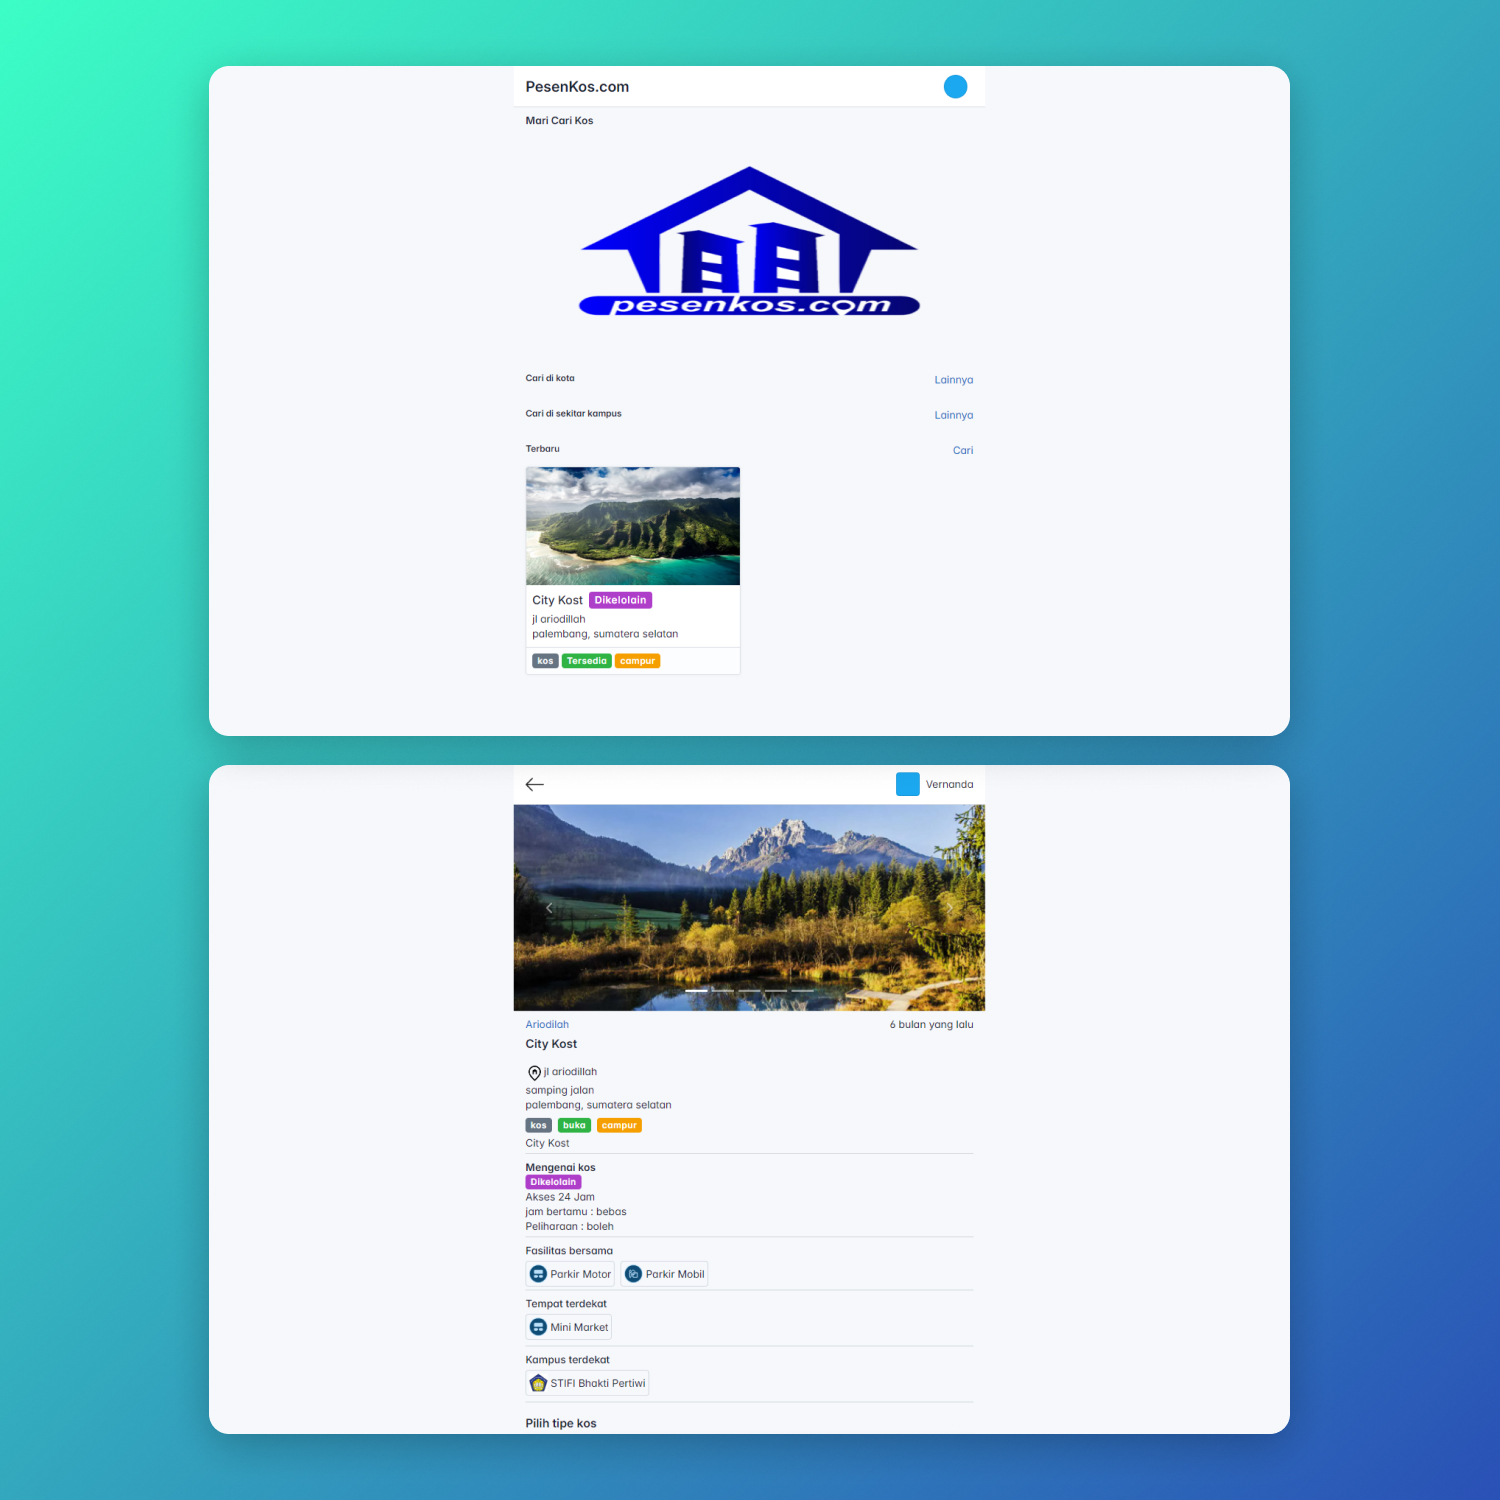 PesenKos.com
Mari Cari Kos
pesenkos.com
Cari di kota
Lainnya
Cari di sekitar kampus
Lainnya
Terbaru
Cari
City Kost Dikelolain
jl ariodillah
palembang, sumatera selatan
kos Tersedia campur
Vernanda
Ariodilah
6 bulan yang lalu
City Kost
jl ariodillah
samping jalan
palembang, sumatera selatan
kos buka campur
City Kost
Mengenai kos
Dikelolain
Akses 24 Jam
jam bertamu : bebas
Peliharaan : boleh
Fasilitas bersama
Parkir Motor Parkir Mobil
Tempat terdekat
Mini Market
Kampus terdekat
STIFI Bhakti Pertiwi
Pilih tipe kos